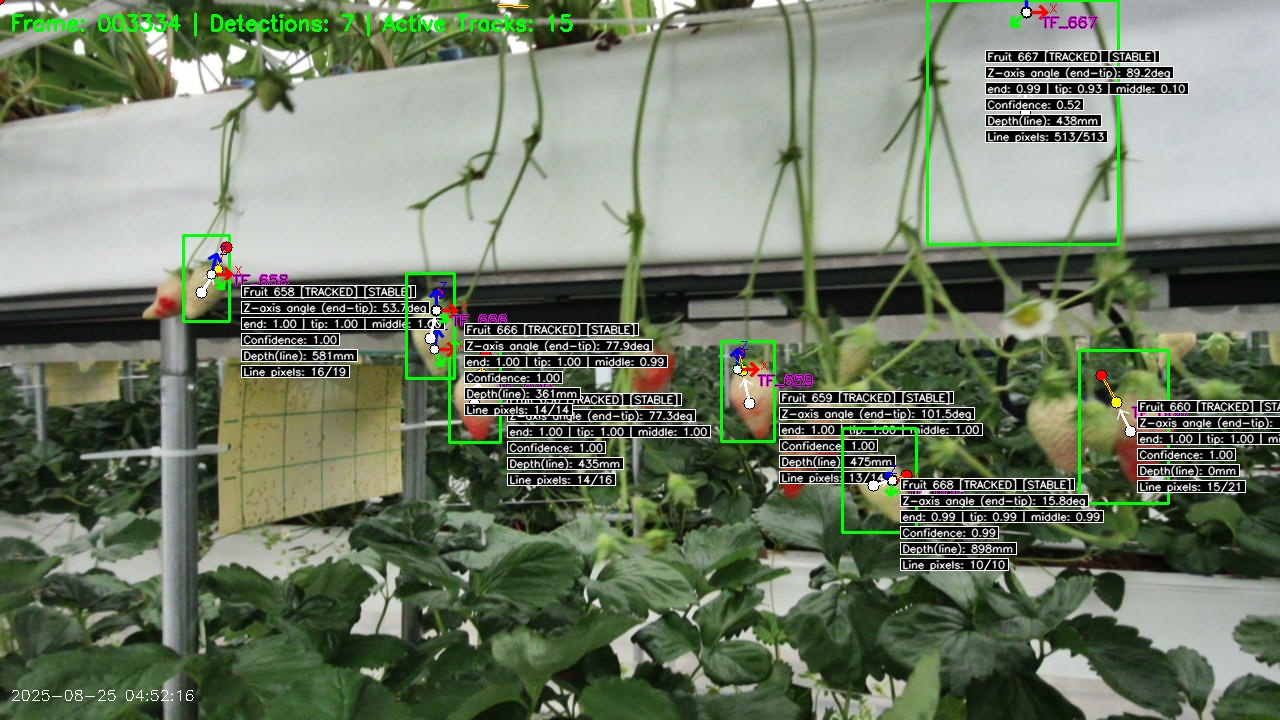 Frame: 003334 | Detections: 7 | Active Tracks: 15
TF_667
Fruit 667 [TRACKED] [STABLE]
Z-axis angle (end-tip): 89.2deg
end: 0.99 | tip: 0.93 | middle: 0.10
Confidence: 0.52
Depth(line): 438mm
Line pixels: 513/513
TF_658
Fruit 658 [TRACKED] [STABLE]
Z-axis angle (end-tip): 53.7deg
end: 1.00 | tip: 1.00 | middle:
Confidence: 1.00
Depth(line): 581mm
Line pixels: 16/19
TF_666
Fruit 666 [TRACKED] [STABLE]
Z-axis angle (end-tip): 77.9deg
end: 1.00 | tip: 1.00 | middle: 0.99
Confidence: 1.00
Depth(line): 361mm
Line pixels: 14/14
[TRACKED] [STABLE]
77.3deg
end: 1.00 | tip: 1.00 | middle: 1.00
Confidence: 1.00
Depth(line): 435mm
Line pixels: 14/16
TF_659
Fruit 659 [TRACKED] [STABLE]
Z-axis angle (end-tip): 101.5deg
end: 1.00 | tip: 1.00 | middle: 1.00
Confidence: 1.00
Depth(line): 475mm
Line pixels: 13/14
Fruit 660 [TRACKED] [ST
Z-axis angle (end-tip):
end: 1.00 | tip: 1.00 | m
Confidence: 1.00
Depth(line): 0mm
Line pixels: 15/21
Fruit 668 [TRACKED] [STABLE]
Z-axis angle (end-tip): 15.8deg
end: 0.99 | tip: 0.99 | middle: 0.99
Confidence: 0.99
Depth(line): 898mm
Line pixels: 10/10
2025-08-25 04:52:16